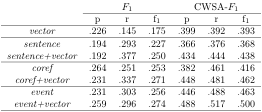 F1 CWSA-F1
p r f1 p r f1
vector .226 .145 .175 .399 .392 .393
sentence .194 .293 .227 .366 .376 .368
sentence+vector .192 .377 .250 .434 .444 .438
coref .264 .251 .253 .382 .461 .416
coref+vector .231 .337 .271 .448 .481 .462
event .231 .303 .256 .446 .488 .463
event+vector .259 .296 .274 .488 .517 .500